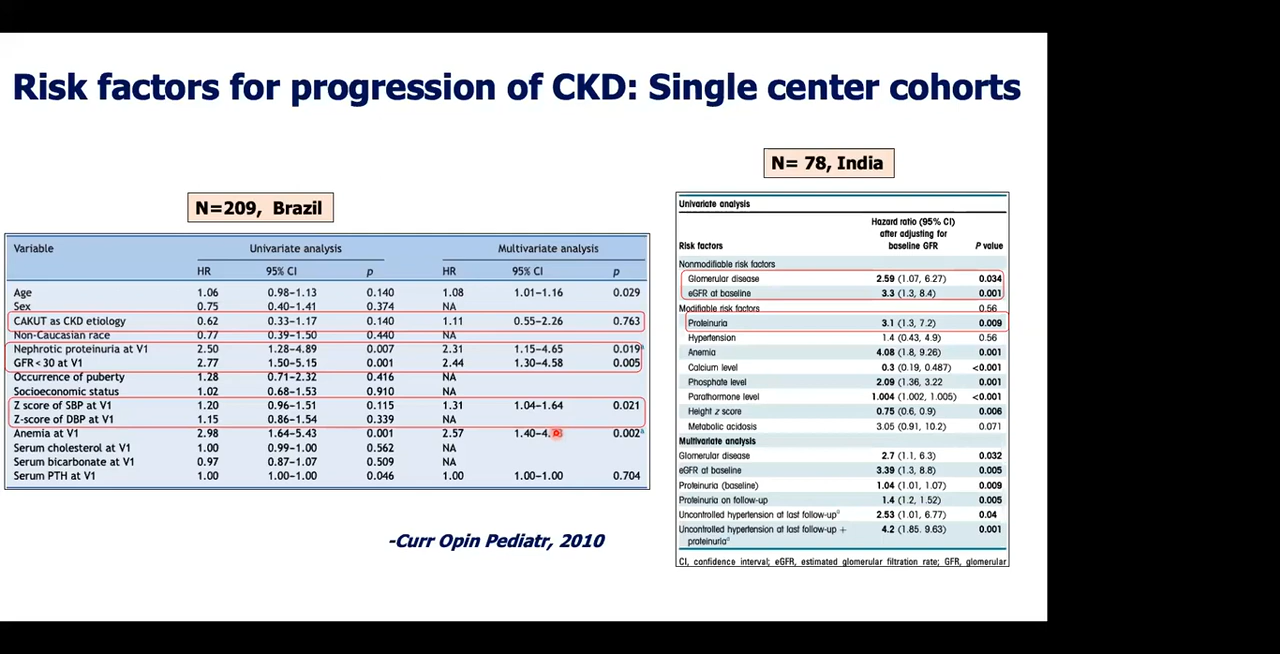 Risk factors for progression of CKD: Single center cohorts
N=209, Brazil
Variable Univariate analysis Multivariate analysis
HR 95% CI p HR 95% CI p
Age 1.06 0.98–1.13 0.140 1.08 1.01–1.16 0.029
Sex 0.75 0.40–1.41 0.374 NA
CAKUT as CKD etiology 0.62 0.33–1.17 0.140 1.11 0.55–2.26 0.763
Non-Caucasian race 0.77 0.39–1.50 0.440 NA
Nephrotic proteinuria at V1 2.50 1.28–4.89 0.007 2.31 1.15–4.65 0.019
GFR<30 at V1 2.77 1.50–5.15 0.001 2.44 1.30–4.58 0.005
Occurrence of puberty 1.28 0.71–2.32 0.416 NA
Socioeconomic status 1.02 0.68–1.53 0.910 NA
Z score of SBP at V1 1.20 0.96–1.51 0.115 1.31 1.04–1.64 0.021
Z-score of DBP at V1 1.15 0.86–1.54 0.339 NA
Anemia at V1 2.98 1.64–5.43 0.001 2.57 1.40–4. 0.002
Serum cholesterol at V1 1.00 0.99–1.00 0.562 NA
Serum bicarbonate at V1 0.97 0.87–1.07 0.509 NA
Serum PTH at V1 1.00 1.00–1.00 0.046 1.00 1.00–1.00 0.704
-Curr Opin Pediatr, 2010
N= 78, India
Univariate analysis
Hazard ratio (95% CI)
after adjusting for
Risk factors baseline GFR P value
Nonmodifiable risk factors
Glomerular disease 2.59 (1.07, 6.27) 0.034
eGFR at baseline 3.3 (1.3, 8.4) 0.001
Modifiable risk factors 0.56
Proteinuria 3.1 (1.3, 7.2) 0.009
Hypertension 1.4 (0.43, 4.9) 0.56
Anemia 4.08 (1.8, 9.26) 0.001
Calcium level 0.3 (0.19, 0.487) <0.001
Phosphate level 2.09 (1.36, 3.22 0.001
Parathormone level 1.004 (1.002, 1.005) <0.001
Height z score 0.75 (0.6, 0.9) 0.006
Metabolic acidosis 3.05 (0.91, 10.2) 0.071
Multivariate analysis
Glomerular disease 2.7 (1.1, 6.3) 0.032
eGFR at baseline 3.39 (1.3, 8.8) 0.005
Proteinuria (baseline) 1.04 (1.01, 1.07) 0.009
Proteinuria on follow-up 1.4 (1.2, 1.52) 0.005
Uncontrolled hypertension at last follow-up 2.53 (1.01, 6.77) 0.04
Uncontrolled hypertension at last follow-up + 4.2 (1.85. 9.63) 0.001
proteinuria
CI, confidence interval; eGFR, estimated glomerular filtration rate; GFR, glomerular